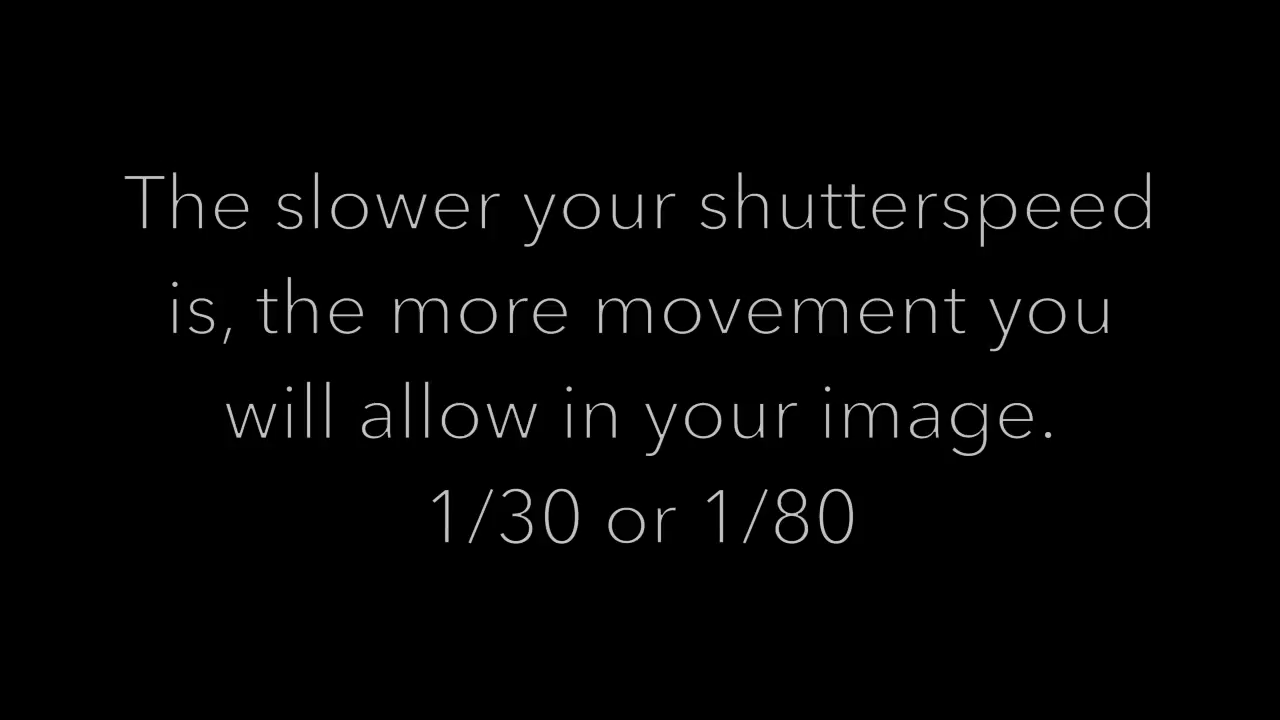 The slower your shutterspeed
is, the more movement you
will allow in your image.
1/30 or 1/80